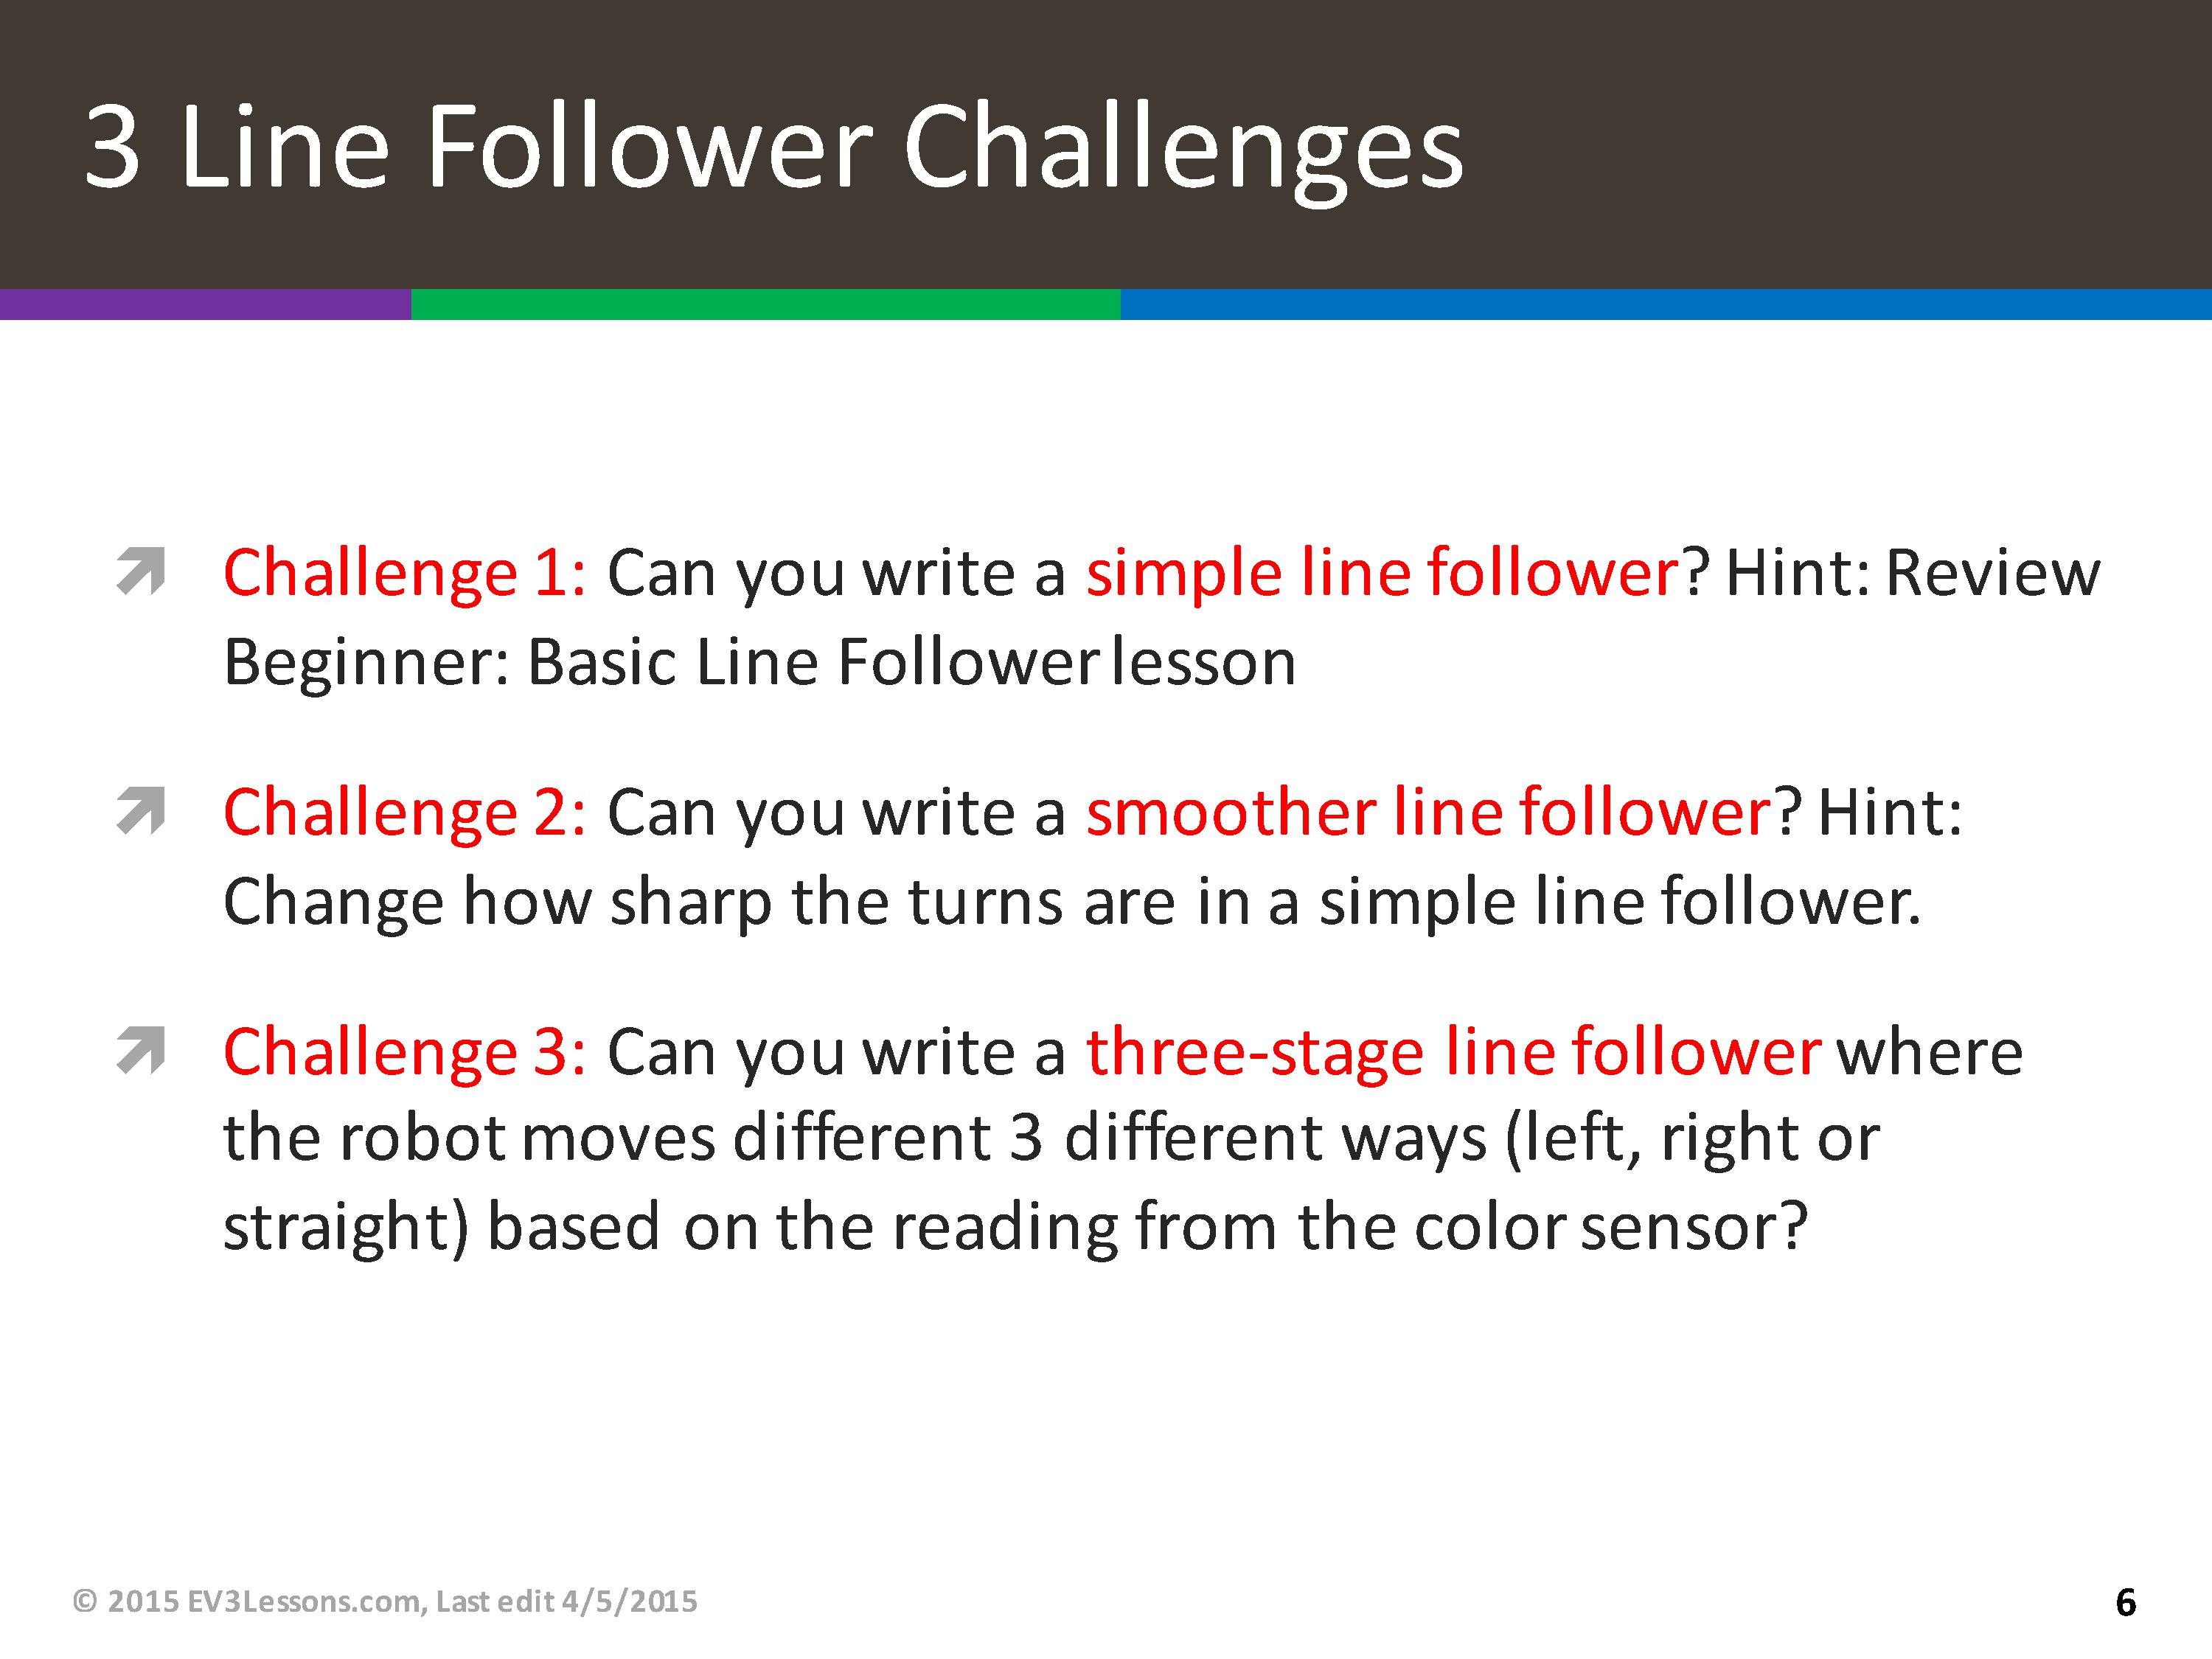 3 Line Follower Challenges
Challenge 1: Can you write a simple line follower? Hint: Review
Beginner: Basic Line Follower lesson
Challenge 2: Can you write a smoother line follower? Hint:
Change how sharp the turns are in a simple line follower.
Challenge 3: Can you write a three-stage line follower where
the robot moves different 3 different ways (left, right or
straight) based on the reading from the color sensor?
© 2015 EV3Lessons.com, Last edit 4/5/2015
6